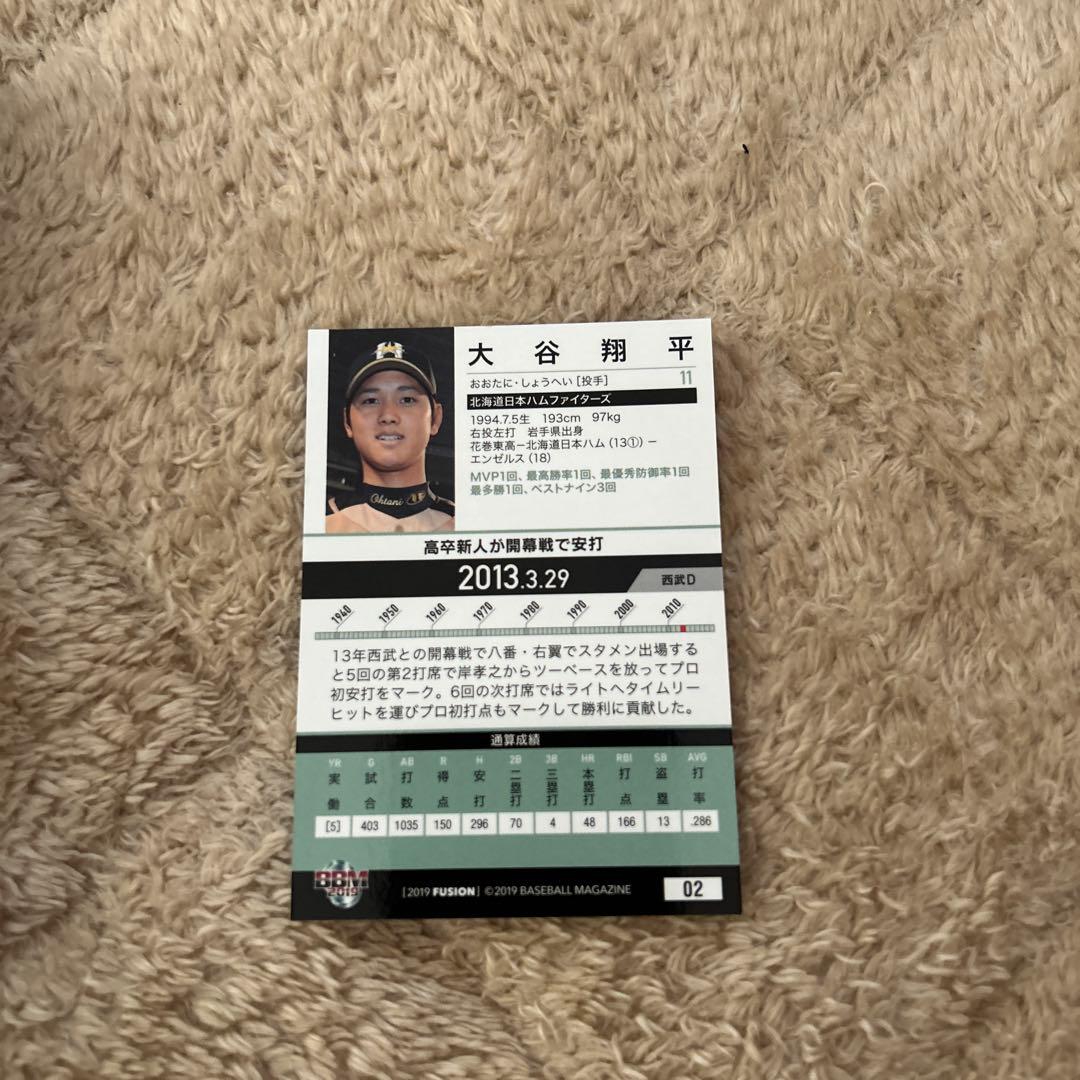 大谷翔平
おおたに・しょうへい [投手] 11
北海道日本ハムファイターズ
1994.7.5生 193cm 97kg
右投左打 岩手県出身
花巻東高－北海道日本ハム (13①) －
エンゼルス (18)
MVP1回、最高勝率1回、最優秀防御率1回
最多勝1回、ベストナイン3回
Ohtani
高卒新人が開幕戦で安打
2013.3.29 西武D
1940 1950 1960 1970 1980 1990 2000 2010
13年西武との開幕戦で八番・右翼でスタメン出場する
と5回の第2打席で岸孝之からツーベースを放ってプロ
初安打をマーク。6回の次打席ではライトへタイムリー
ヒットを運びプロ初打点もマークして勝利に貢献した。
通算成績
YR G AB R H 2B 3B HR RBI SB AVG
実働 試合 打数 得点 安打 二塁打 三塁打 本塁打 打点 盗塁 打率
[5] 403 1035 150 296 70 4 48 166 13 .286
BBM
2019
[2019 FUSION] ©2019 BASEBALL MAGAZINE 02